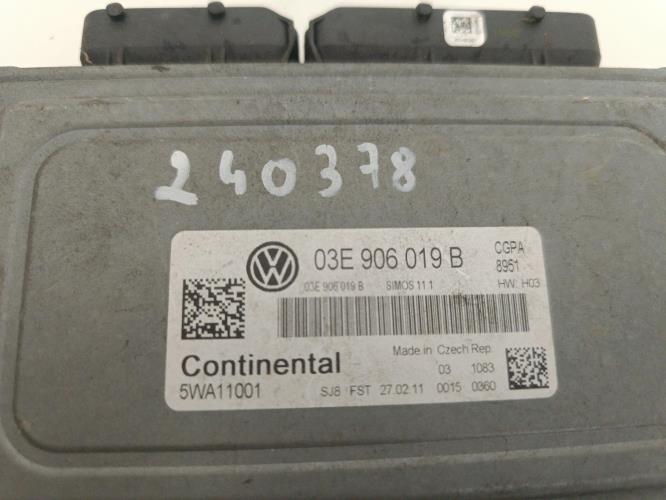 240378
03E 906 019 B CGPA
8951
03E 906 019 B SIMOS 11.1 HW: H03
Continental Made in Czech Rep.
03 1083
5WA11001 SJ8 FST 27.02.11 0015 0360